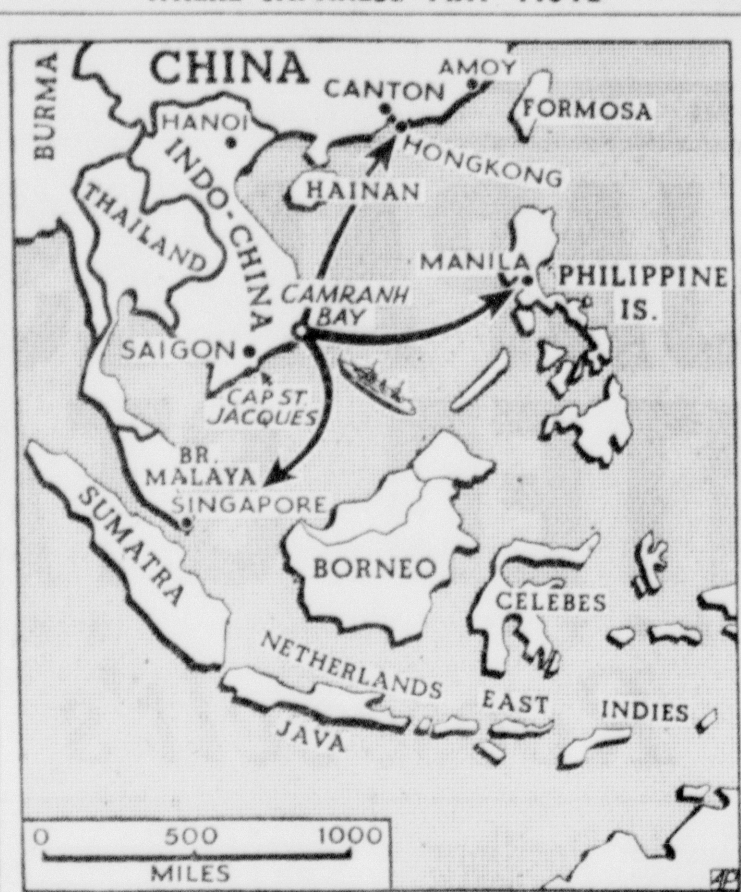 CHINA
AMOY
CANTON
BURMA
HANOI
FORMOSA
HONGKONG
INDO-CHINA
HAINAN
THAILAND
MANILA
PHILIPPINE
IS.
CAMRANH
BAY
SAIGON
CAP ST.
JACQUES
BR.
MALAYA
SINGAPORE
SUMATRA
BORNEO
CELEBES
NETHERLANDS EAST INDIES
JAVA
0 500 1000
MILES
AP